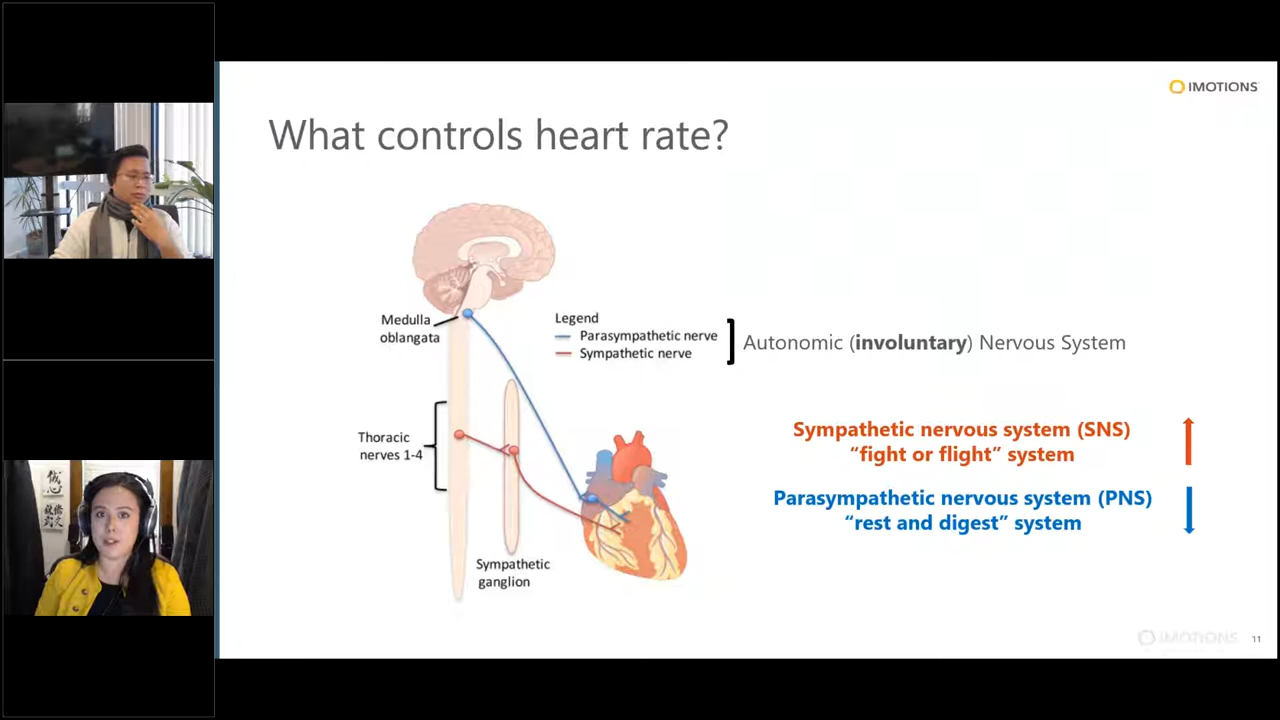 IMOTIONS
What controls heart rate?
Medulla
oblangata
Legend
Parasympathetic nerve
Sympathetic nerve
Autonomic (involuntary) Nervous System
Thoracic
nerves 1-4
Sympathetic nervous system (SNS)
“fight or flight” system
Parasympathetic nervous system (PNS)
“rest and digest” system
Sympathetic
ganglion
IMOTIONS
11